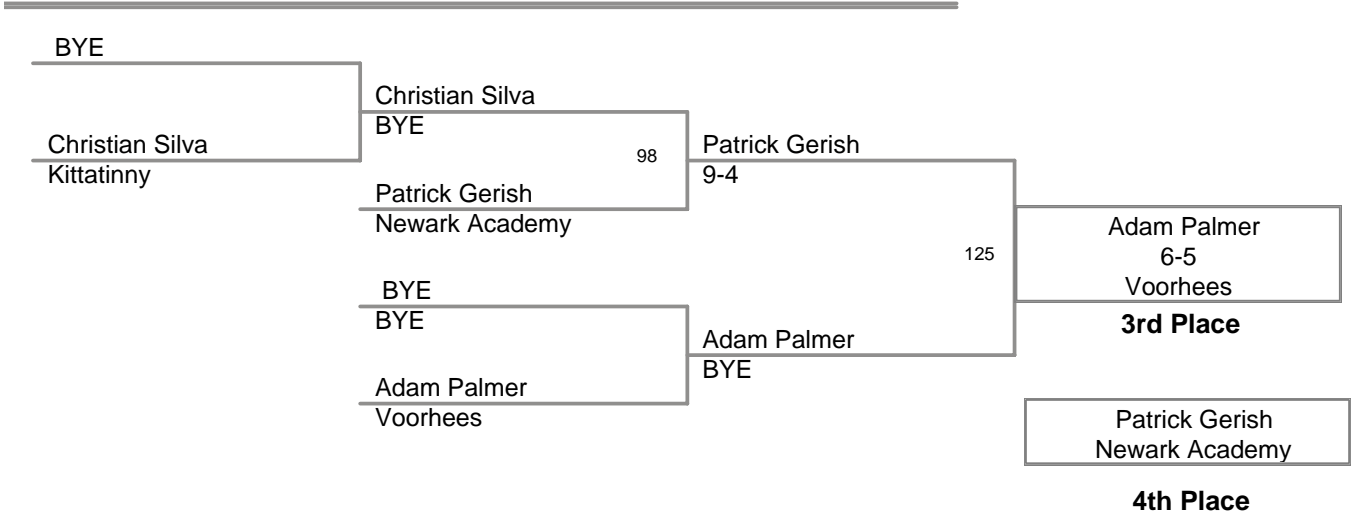 BYE
Christian Silva
Kittatinny
Christian Silva
BYE
Patrick Gerish
Newark Academy
98
BYE
BYE
Adam Palmer
Voorhees
Patrick Gerish
9-4
Adam Palmer
BYE
125
Adam Palmer
6-5
Voorhees
3rd Place
Patrick Gerish
Newark Academy
4th Place